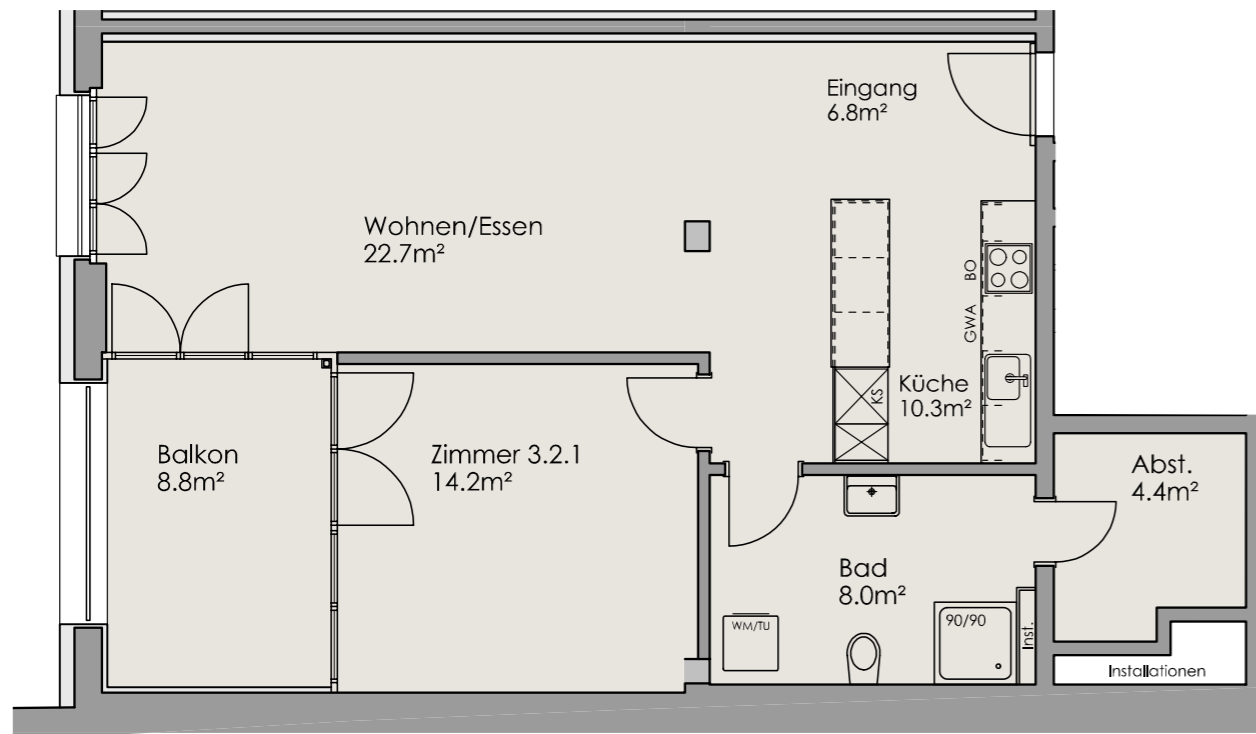 Eingang
6.8m²
Wohnen/Essen
22.7m²
BO
GWA
KS
Küche
10.3m²
Balkon
8.8m²
Zimmer 3.2.1
14.2m²
Abst.
4.4m²
Bad
8.0m²
WM/TU
90/90
Inst.
Installationen